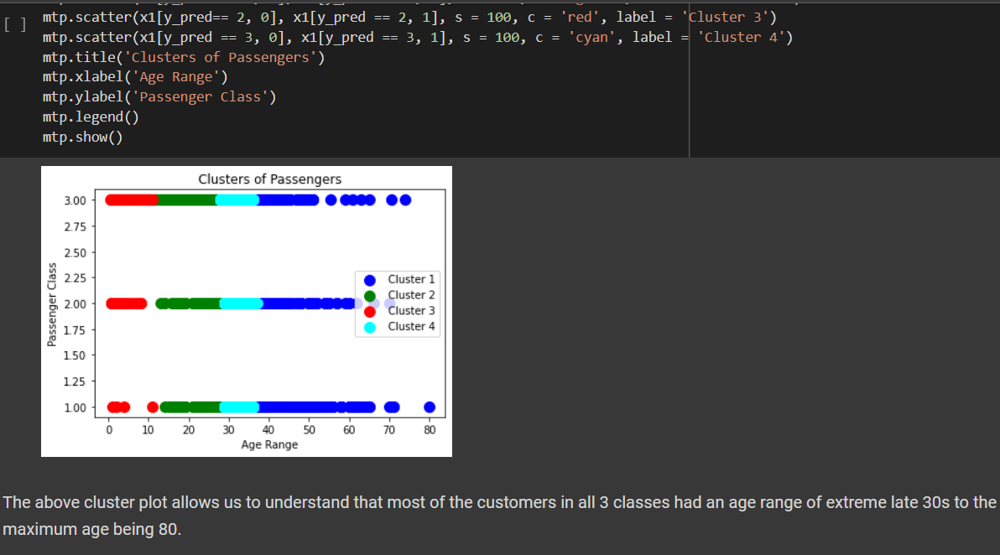 [ ]
mtp.scatter(x1[y_pred== 2, 0], x1[y_pred == 2, 1], s = 100, c = 'red', label = 'Cluster 3')
mtp.scatter(x1[y_pred == 3, 0], x1[y_pred == 3, 1], s = 100, c = 'cyan', label = 'Cluster 4')
mtp.title('Clusters of Passengers')
mtp.xlabel('Age Range')
mtp.ylabel('Passenger Class')
mtp.legend()
mtp.show()
Clusters of Passengers
3.00
2.75
2.50
2.25
2.00
1.75
1.50
1.25
1.00
Passenger Class
Cluster 1
Cluster 2
Cluster 3
Cluster 4
0 10 20 30 40 50 60 70 80
Age Range
The above cluster plot allows us to understand that most of the customers in all 3 classes had an age range of extreme late 30s to the
maximum age being 80.